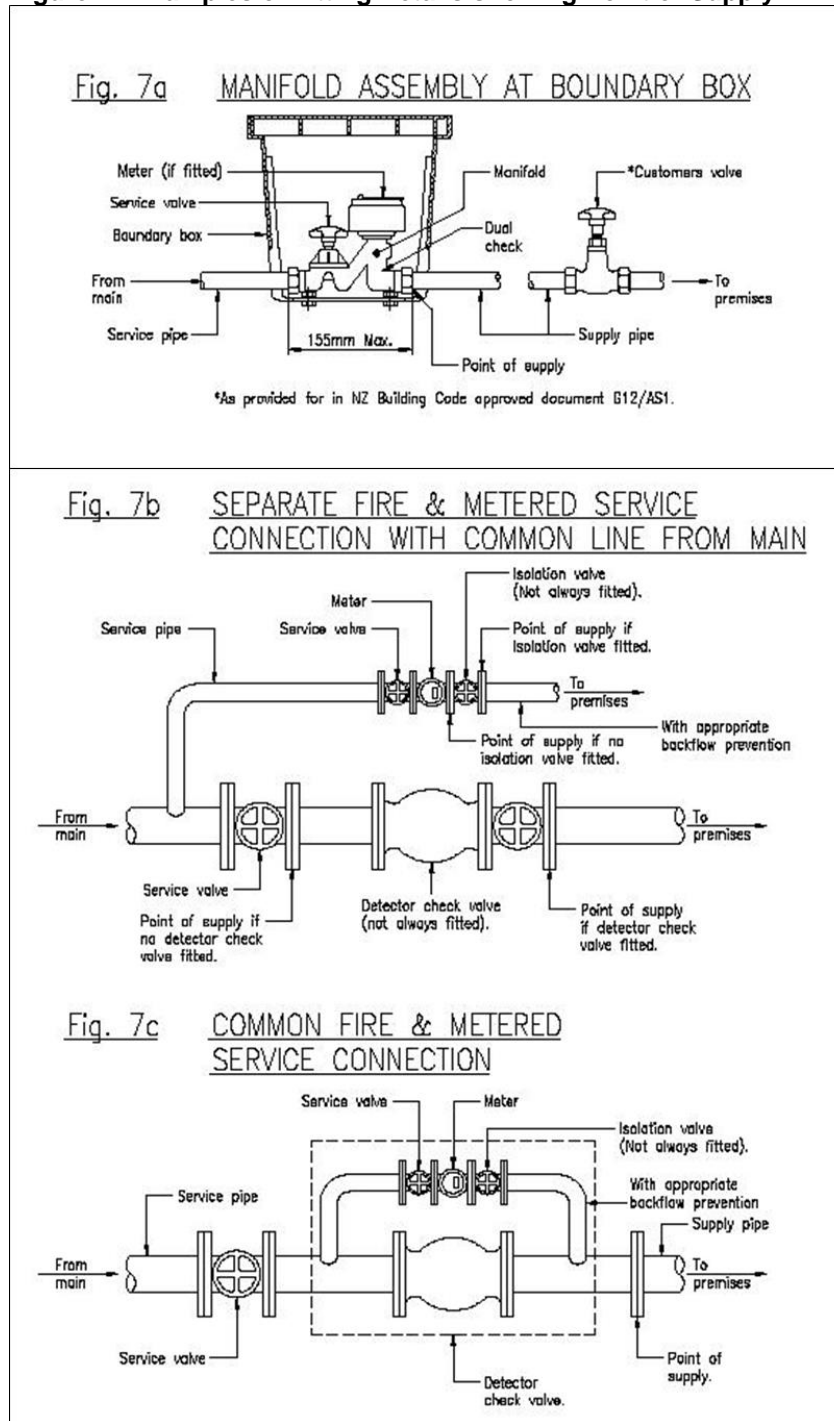 Fig. 7a MANIFOLD ASSEMBLY AT BOUNDARY BOX
Meter (if fitted)
Service valve
Boundary box
From
main
Service pipe
Manifold
Dual
check
*Customers valve
To
premises
155mm Max.
Supply pipe
Point of supply
*As provided for in NZ Building Code approved document G12/AS1.
Fig. 7b SEPARATE FIRE & METERED SERVICE
CONNECTION WITH COMMON LINE FROM MAIN
Isolation valve
(Not always fitted).
Meter
Service pipe
Service valve
Point of supply if
isolation valve fitted.
To
premises
Point of supply if no
isolation valve fitted.
With appropriate
backflow prevention
From
main
To
premises
Service valve
Point of supply if
no detector check
valve fitted.
Detector check valve
(not always fitted).
Point of supply
if detector check
valve fitted.
Fig. 7c COMMON FIRE & METERED
SERVICE CONNECTION
Service valve
Meter
Isolation valve
(Not always fitted).
Service pipe
With appropriate
backflow prevention
Supply pipe
From
main
To
premises
Service valve
Detector
check valve.
Point of
supply.